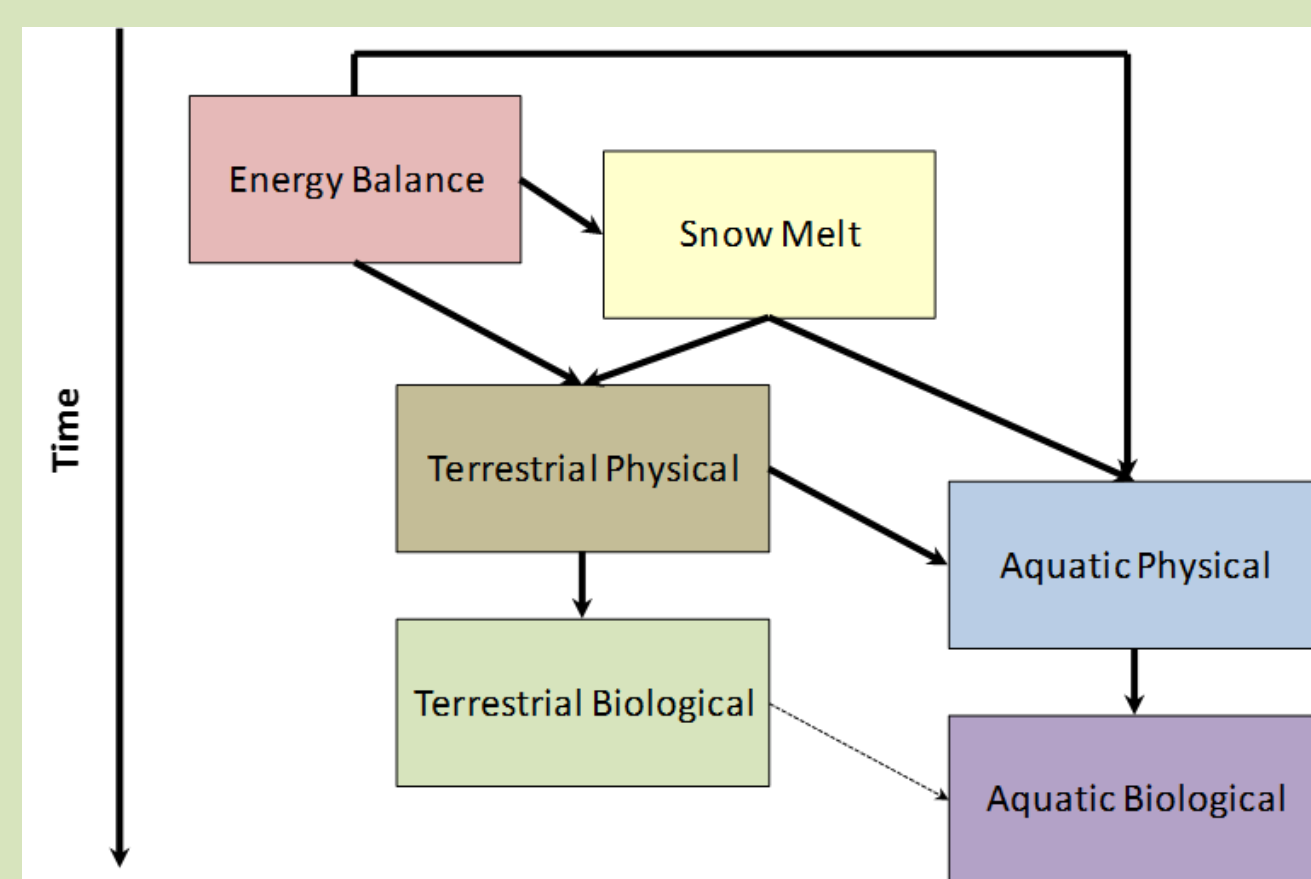 Energy Balance
Snow Melt
Time
Terrestrial Physical
Aquatic Physical
Terrestrial Biological
Aquatic Biological